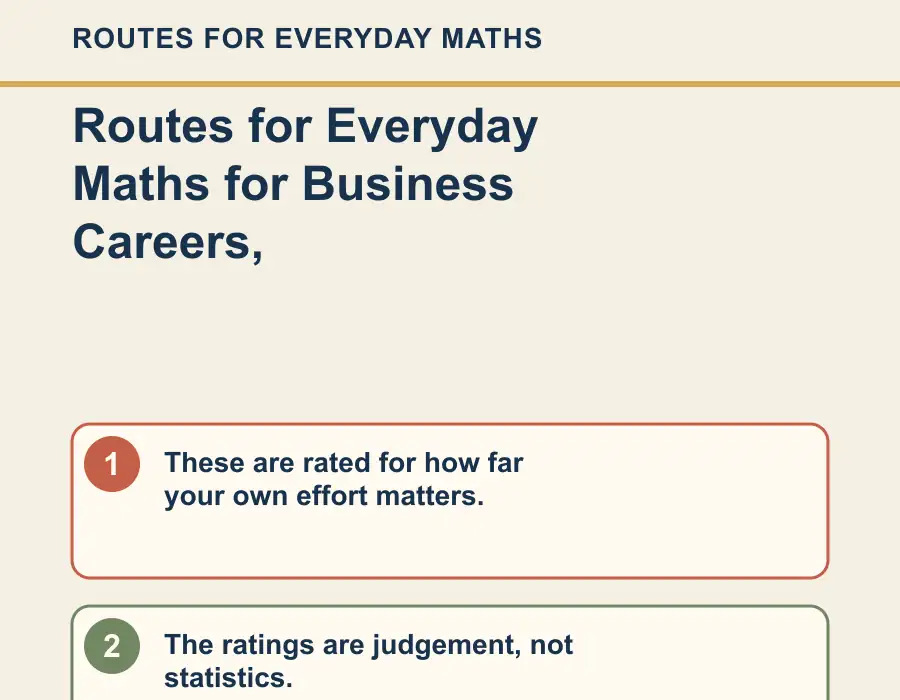 ROUTES FOR EVERYDAY MATHS
Routes for Everyday
Maths for Business
Careers,
1
These are rated for how far
your own effort matters.
2
The ratings are judgement, not
statistics.